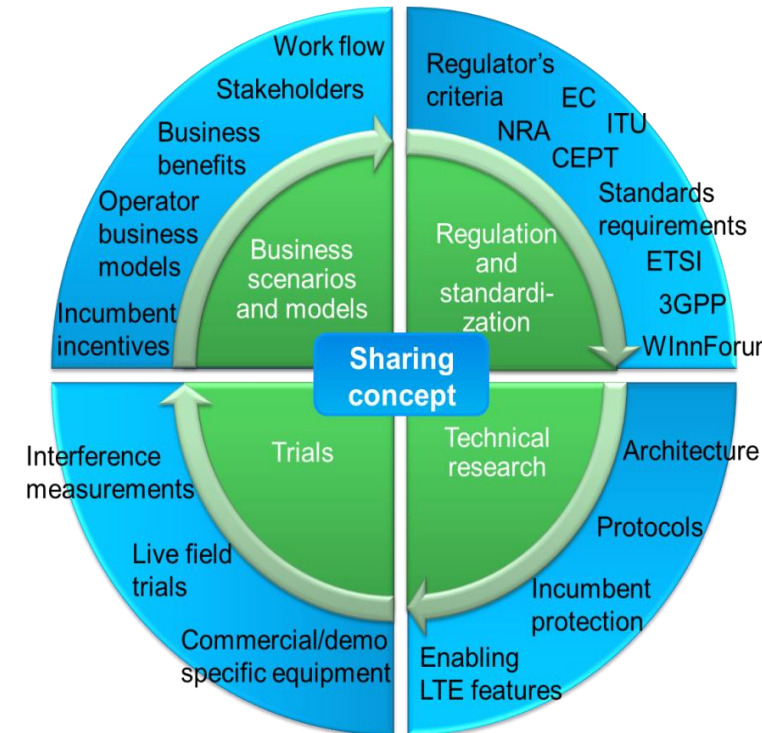 Work flow
Stakeholders
Business
benefits
Operator
business
models
Incumbent
incentives
Business
scenarios
and models
Regulator's
criteria
EC
ITU
NRA
CEPT
Standards
requirements
ETSI
3GPP
WInnForur
Regulation
and
standardi-
zation
Sharing
concept
Trials
Interference
measurements
Live field
trials
Commercial/demo
specific equipment
Technical
research
Architecture
Protocols
Incumbent
protection
Enabling
LTE features